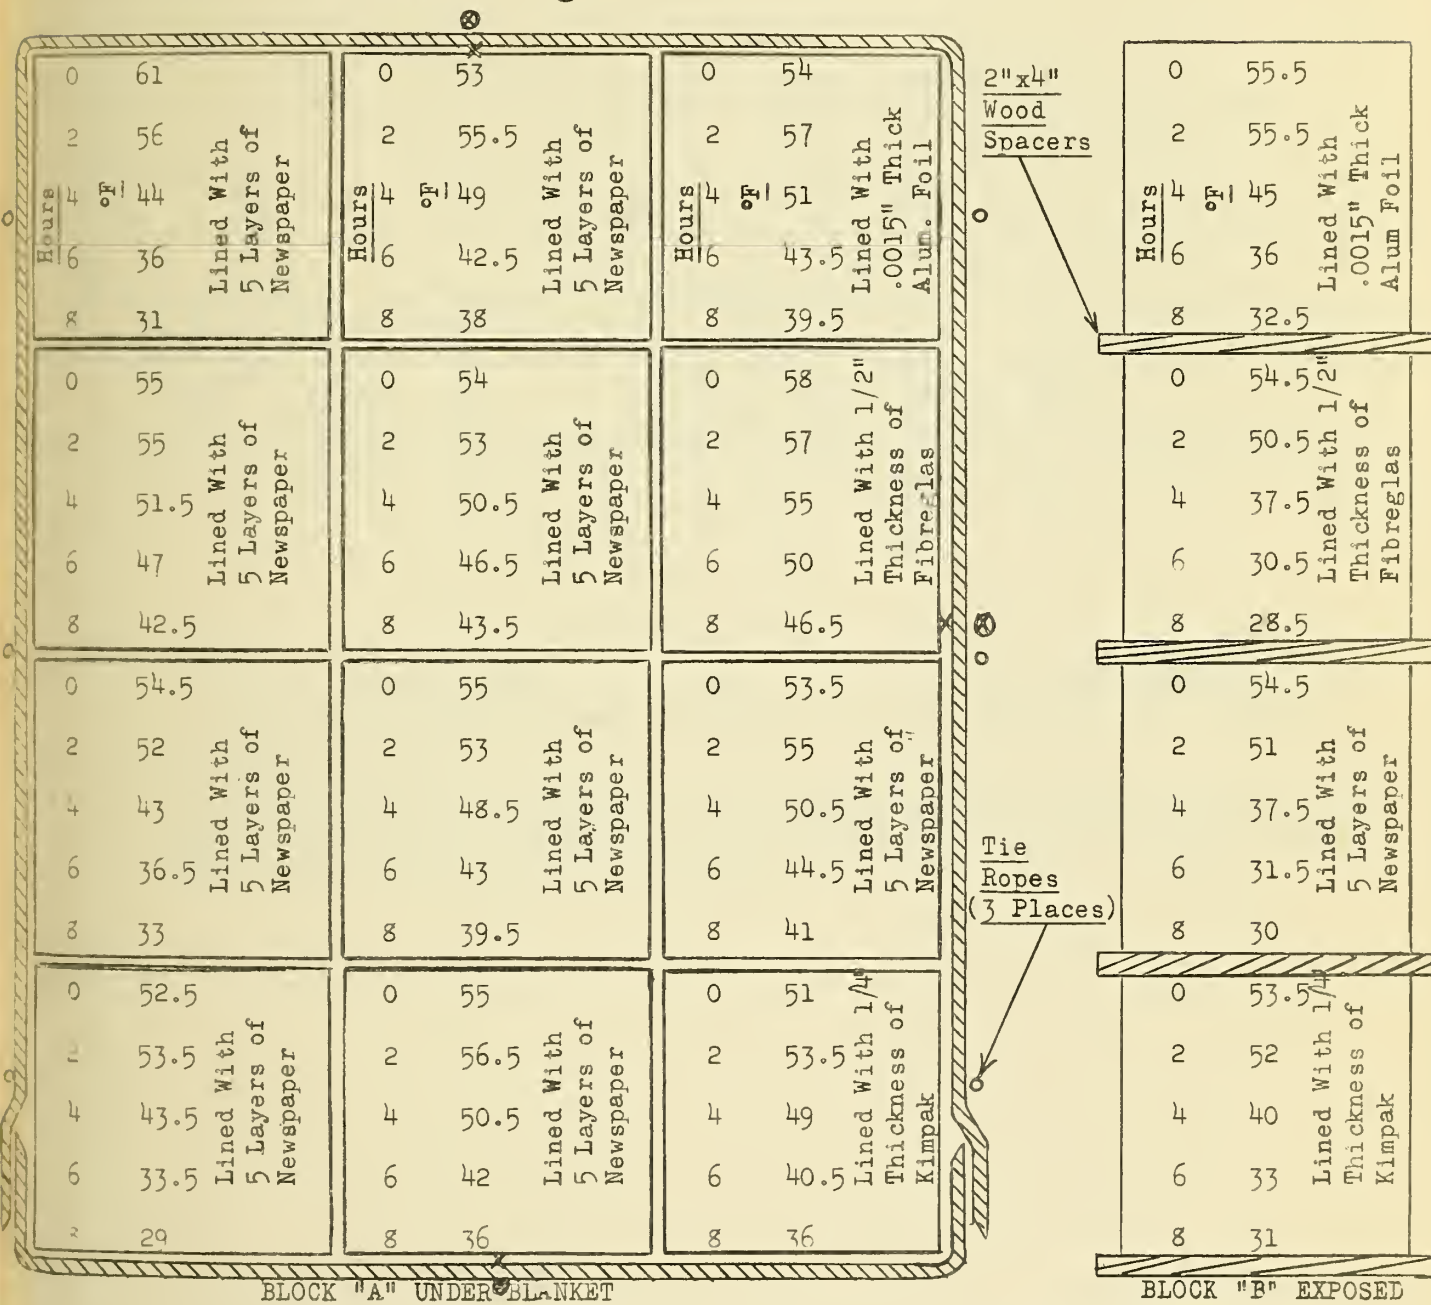 0 61
2 56
4 44
6 36
8 31
Hours
°F
Lined With
5 Layers of
Newspaper
0 53
2 55.5
4 49
6 42.5
8 38
Hours
°F
Lined With
5 Layers of
Newspaper
0 54
2 57
4 51
6 43.5
8 39.5
Hours
°F
Lined With
.0015" Thick
Alum. Foil
2"x4"
Wood
Spacers
0 55.5
2 55.5
4 45
6 36
8 32.5
Hours
°F
Lined With
.0015" Thick
Alum Foil
0 55
2 55
4 51.5
6 47
8 42.5
Lined With
5 Layers of
Newspaper
0 54
2 53
4 50.5
6 46.5
8 43.5
Lined With
5 Layers of
Newspaper
0 58
2 57
4 55
6 50
8 46.5
Lined With 1/2"
Thickness of
Fibreglas
0 54.5
2 50.5
4 37.5
6 30.5
8 28.5
Lined With 1/2"
Thickness of
Fibreglas
0 54.5
2 52
4 43
6 36.5
8 33
Lined With
5 Layers of
Newspaper
0 55
2 53
4 48.5
6 43
8 39.5
Lined With
5 Layers of
Newspaper
0 53.5
2 55
4 50.5
6 44.5
8 41
Lined With
5 Layers of
Newspaper
Tie
Ropes
(3 Places)
0 54.5
2 51
4 37.5
6 31.5
8 30
Lined With
5 Layers of
Newspaper
0 52.5
2 53.5
4 43.5
6 33.5
29
Lined With
5 Layers of
Newspaper
0 55
2 56.5
4 50.5
6 42
8 36
Lined With
5 Layers of
Newspaper
0 51
2 53.5
4 49
6 40.5
8 36
Lined With 1/4"
Thickness of
Kimpak
0 53.5
2 52
4 40
6 33
8 31
Lined With 1/4"
Thickness of
Kimpak
BLOCK "A" UNDER BLANKET
BLOCK "B" EXPOSED